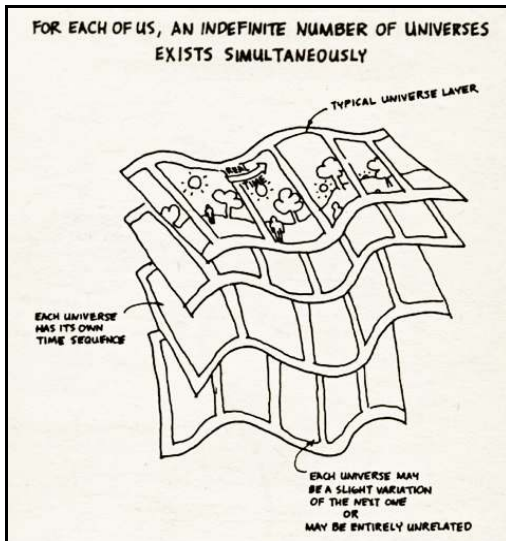 FOR EACH OF US, AN INDEFINITE NUMBER OF UNIVERSES
EXISTS SIMULTANEOUSLY
TYPICAL UNIVERSE LAYER
REAL
TIME
EACH UNIVERSE
HAS ITS OWN
TIME SEQUENCE
EACH UNIVERSE MAY
BE A SLIGHT VARIATION
OF THE NEXT ONE
OR
MAY BE ENTIRELY UNRELATED